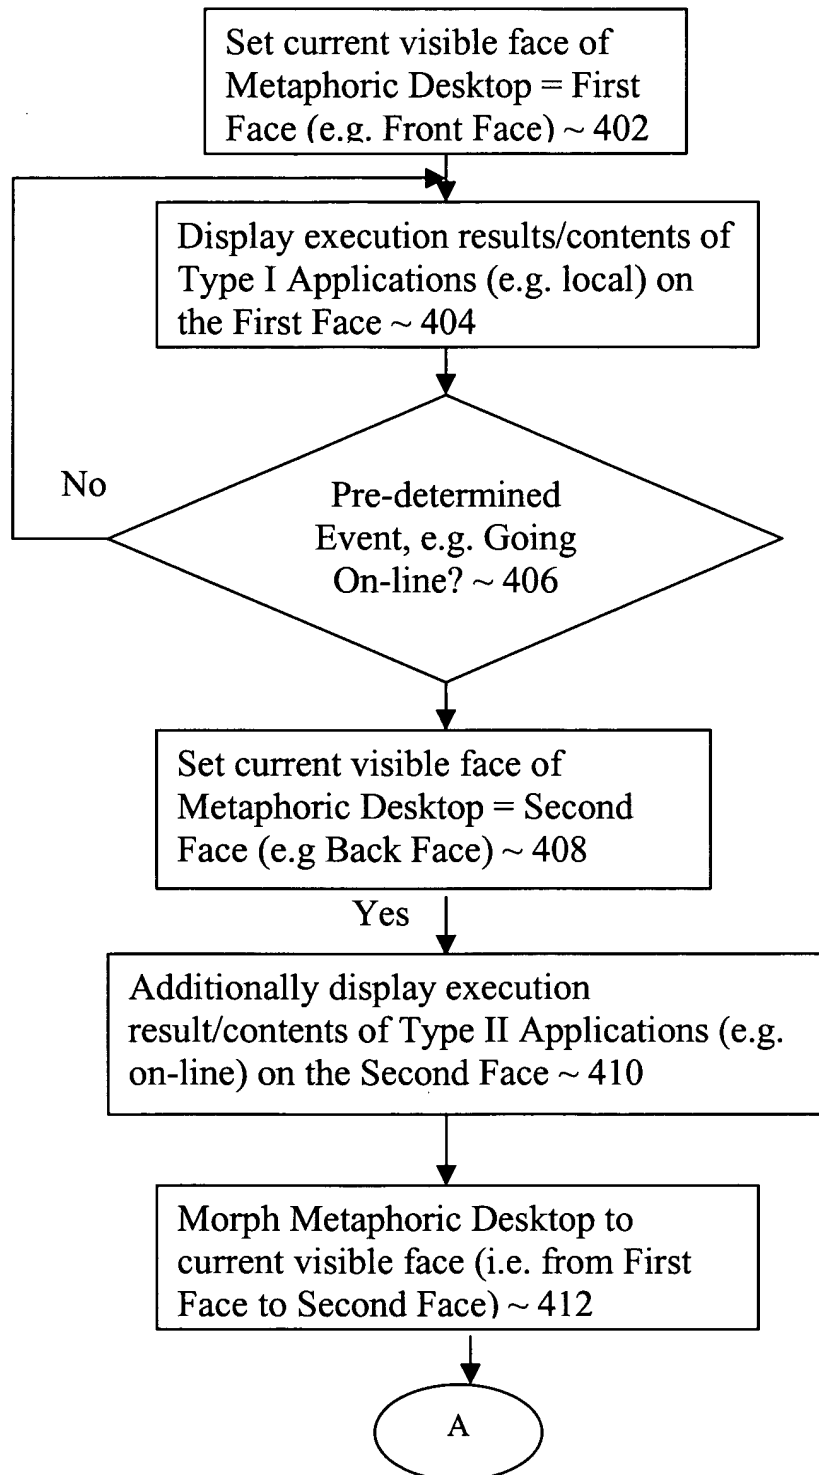 Set current visible face of
Metaphoric Desktop = First
Face (e.g. Front Face) ~ 402
Display execution results/contents of
Type I Applications (e.g. local) on
the First Face ~ 404
No
Pre-determined
Event, e.g. Going
On-line? ~ 406
Set current visible face of
Metaphoric Desktop = Second
Face (e.g Back Face) ~ 408
Yes
Additionally display execution
result/contents of Type II Applications (e.g.
on-line) on the Second Face ~ 410
Morph Metaphoric Desktop to
current visible face (i.e. from First
Face to Second Face) ~ 412
A